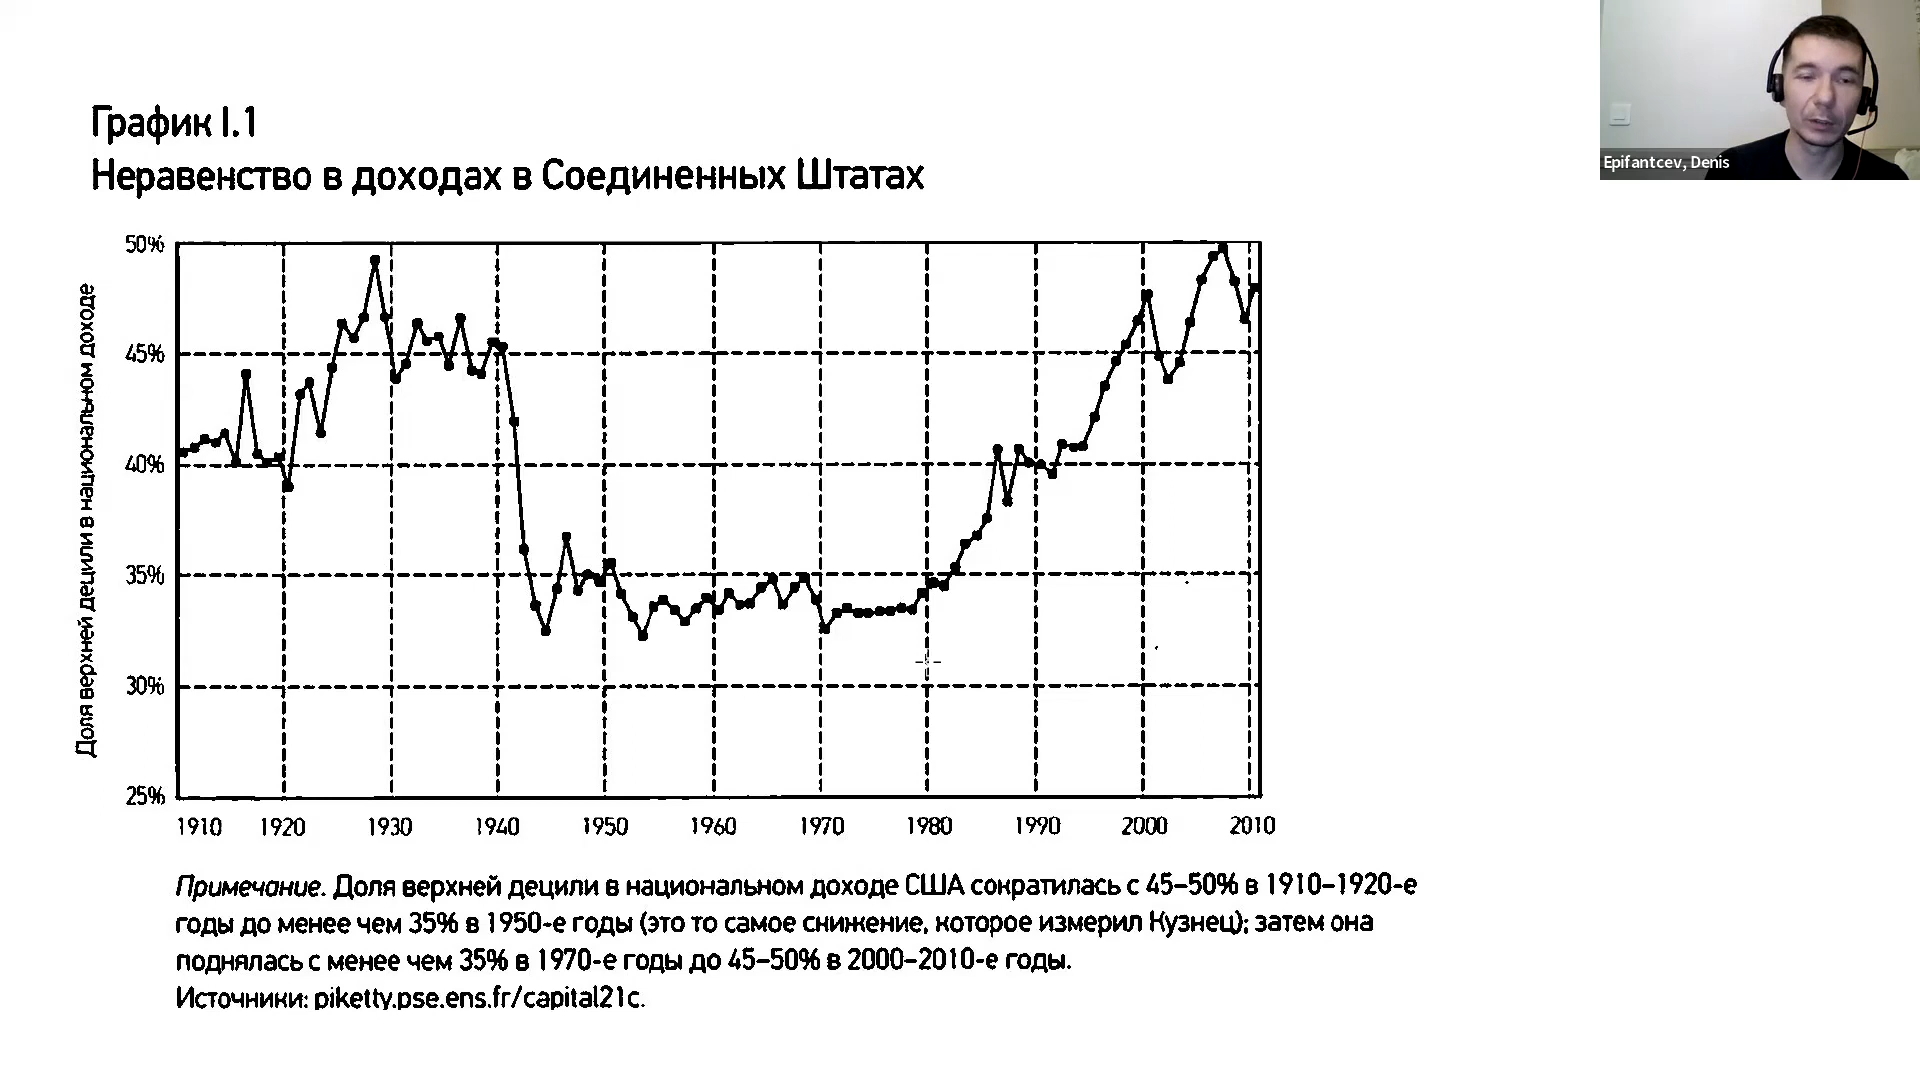 График I.1
Неравенство в доходах в Соединенных Штатах
Epifantcev, Denis
Доля верхней децили в национальном доходе
50%
45%
40%
35%
30%
25%
1910 1920 1930 1940 1950 1960 1970 1980 1990 2000 2010
Примечание. Доля верхней децили в национальном доходе США сократилась с 45–50% в 1910–1920-е
годы до менее чем 35% в 1950-е годы (это то самое снижение, которое измерил Кузнец); затем она
поднялась с менее чем 35% в 1970-е годы до 45–50% в 2000–2010-е годы.
Источники: piketty.pse.ens.fr/capital21c.